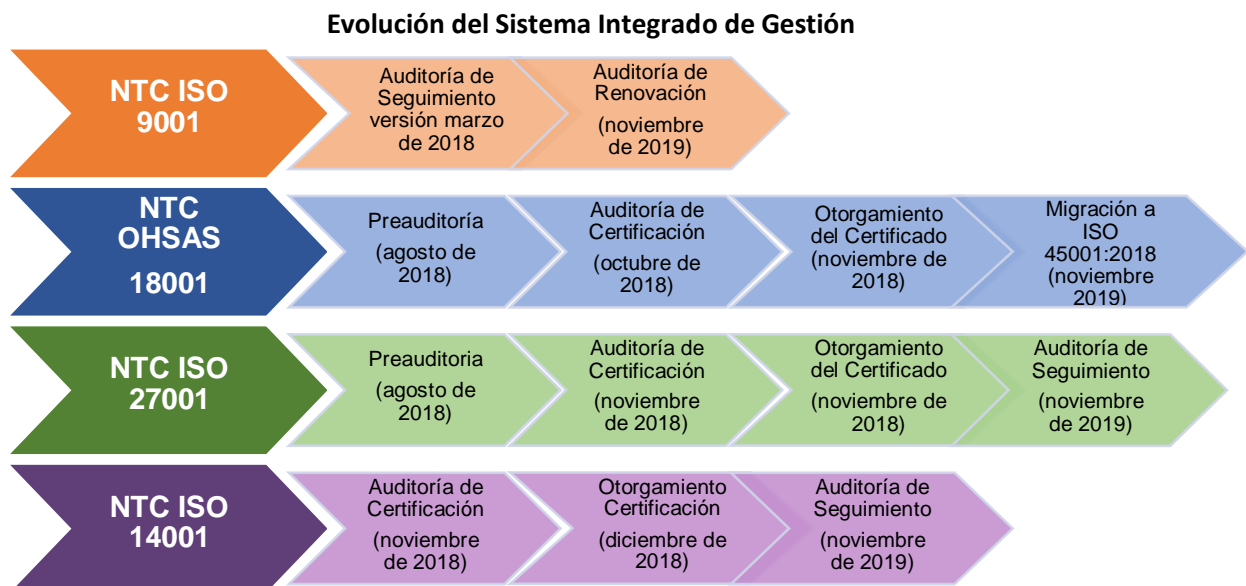 Evolución del Sistema Integrado de Gestión
NTC ISO
9001
Auditoría de
Seguimiento
versión marzo
de 2018
Auditoría de
Renovación
(noviembre
de 2019)
NTC
OHSAS
18001
Preauditoría
(agosto de
2018)
Auditoría de
Certificación
(octubre de
2018)
Otorgamiento
del Certificado
(noviembre de
2018)
Migración a
ISO
45001:2018
(noviembre
2019)
NTC ISO
27001
Preauditoria
(agosto de
2018)
Auditoría de
Certificación
(noviembre
de 2018)
Otorgamiento
del Certificado
(noviembre de
2018)
Auditoría de
Seguimiento
(noviembre
de 2019)
NTC ISO
14001
Auditoría de
Certificación
(noviembre
de 2018)
Otorgamiento
Certificación
(diciembre de
2018)
Auditoría de
Seguimiento
(noviembre
de 2019)